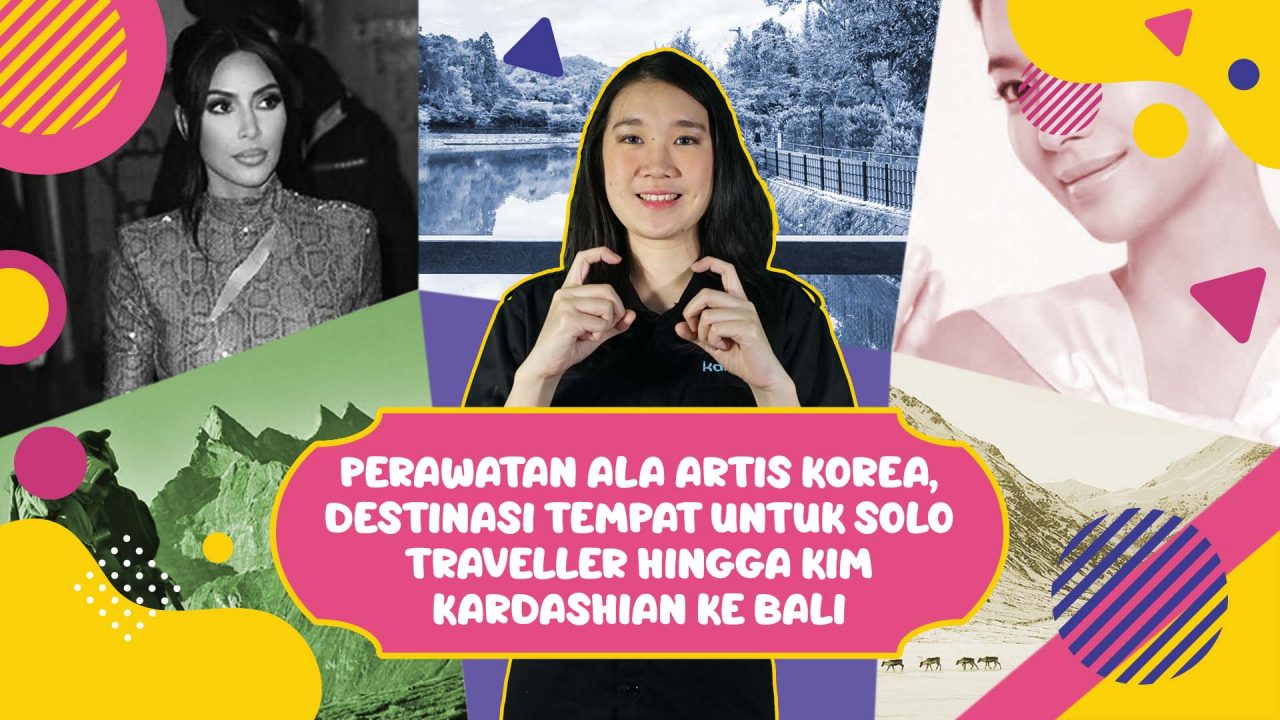 PERAWATAN ALA ARTIS KOREA,
DESTINASI TEMPAT UNTUK SOLO
TRAVELLER HINGGA KIM
KARDASHIAN KE BALI